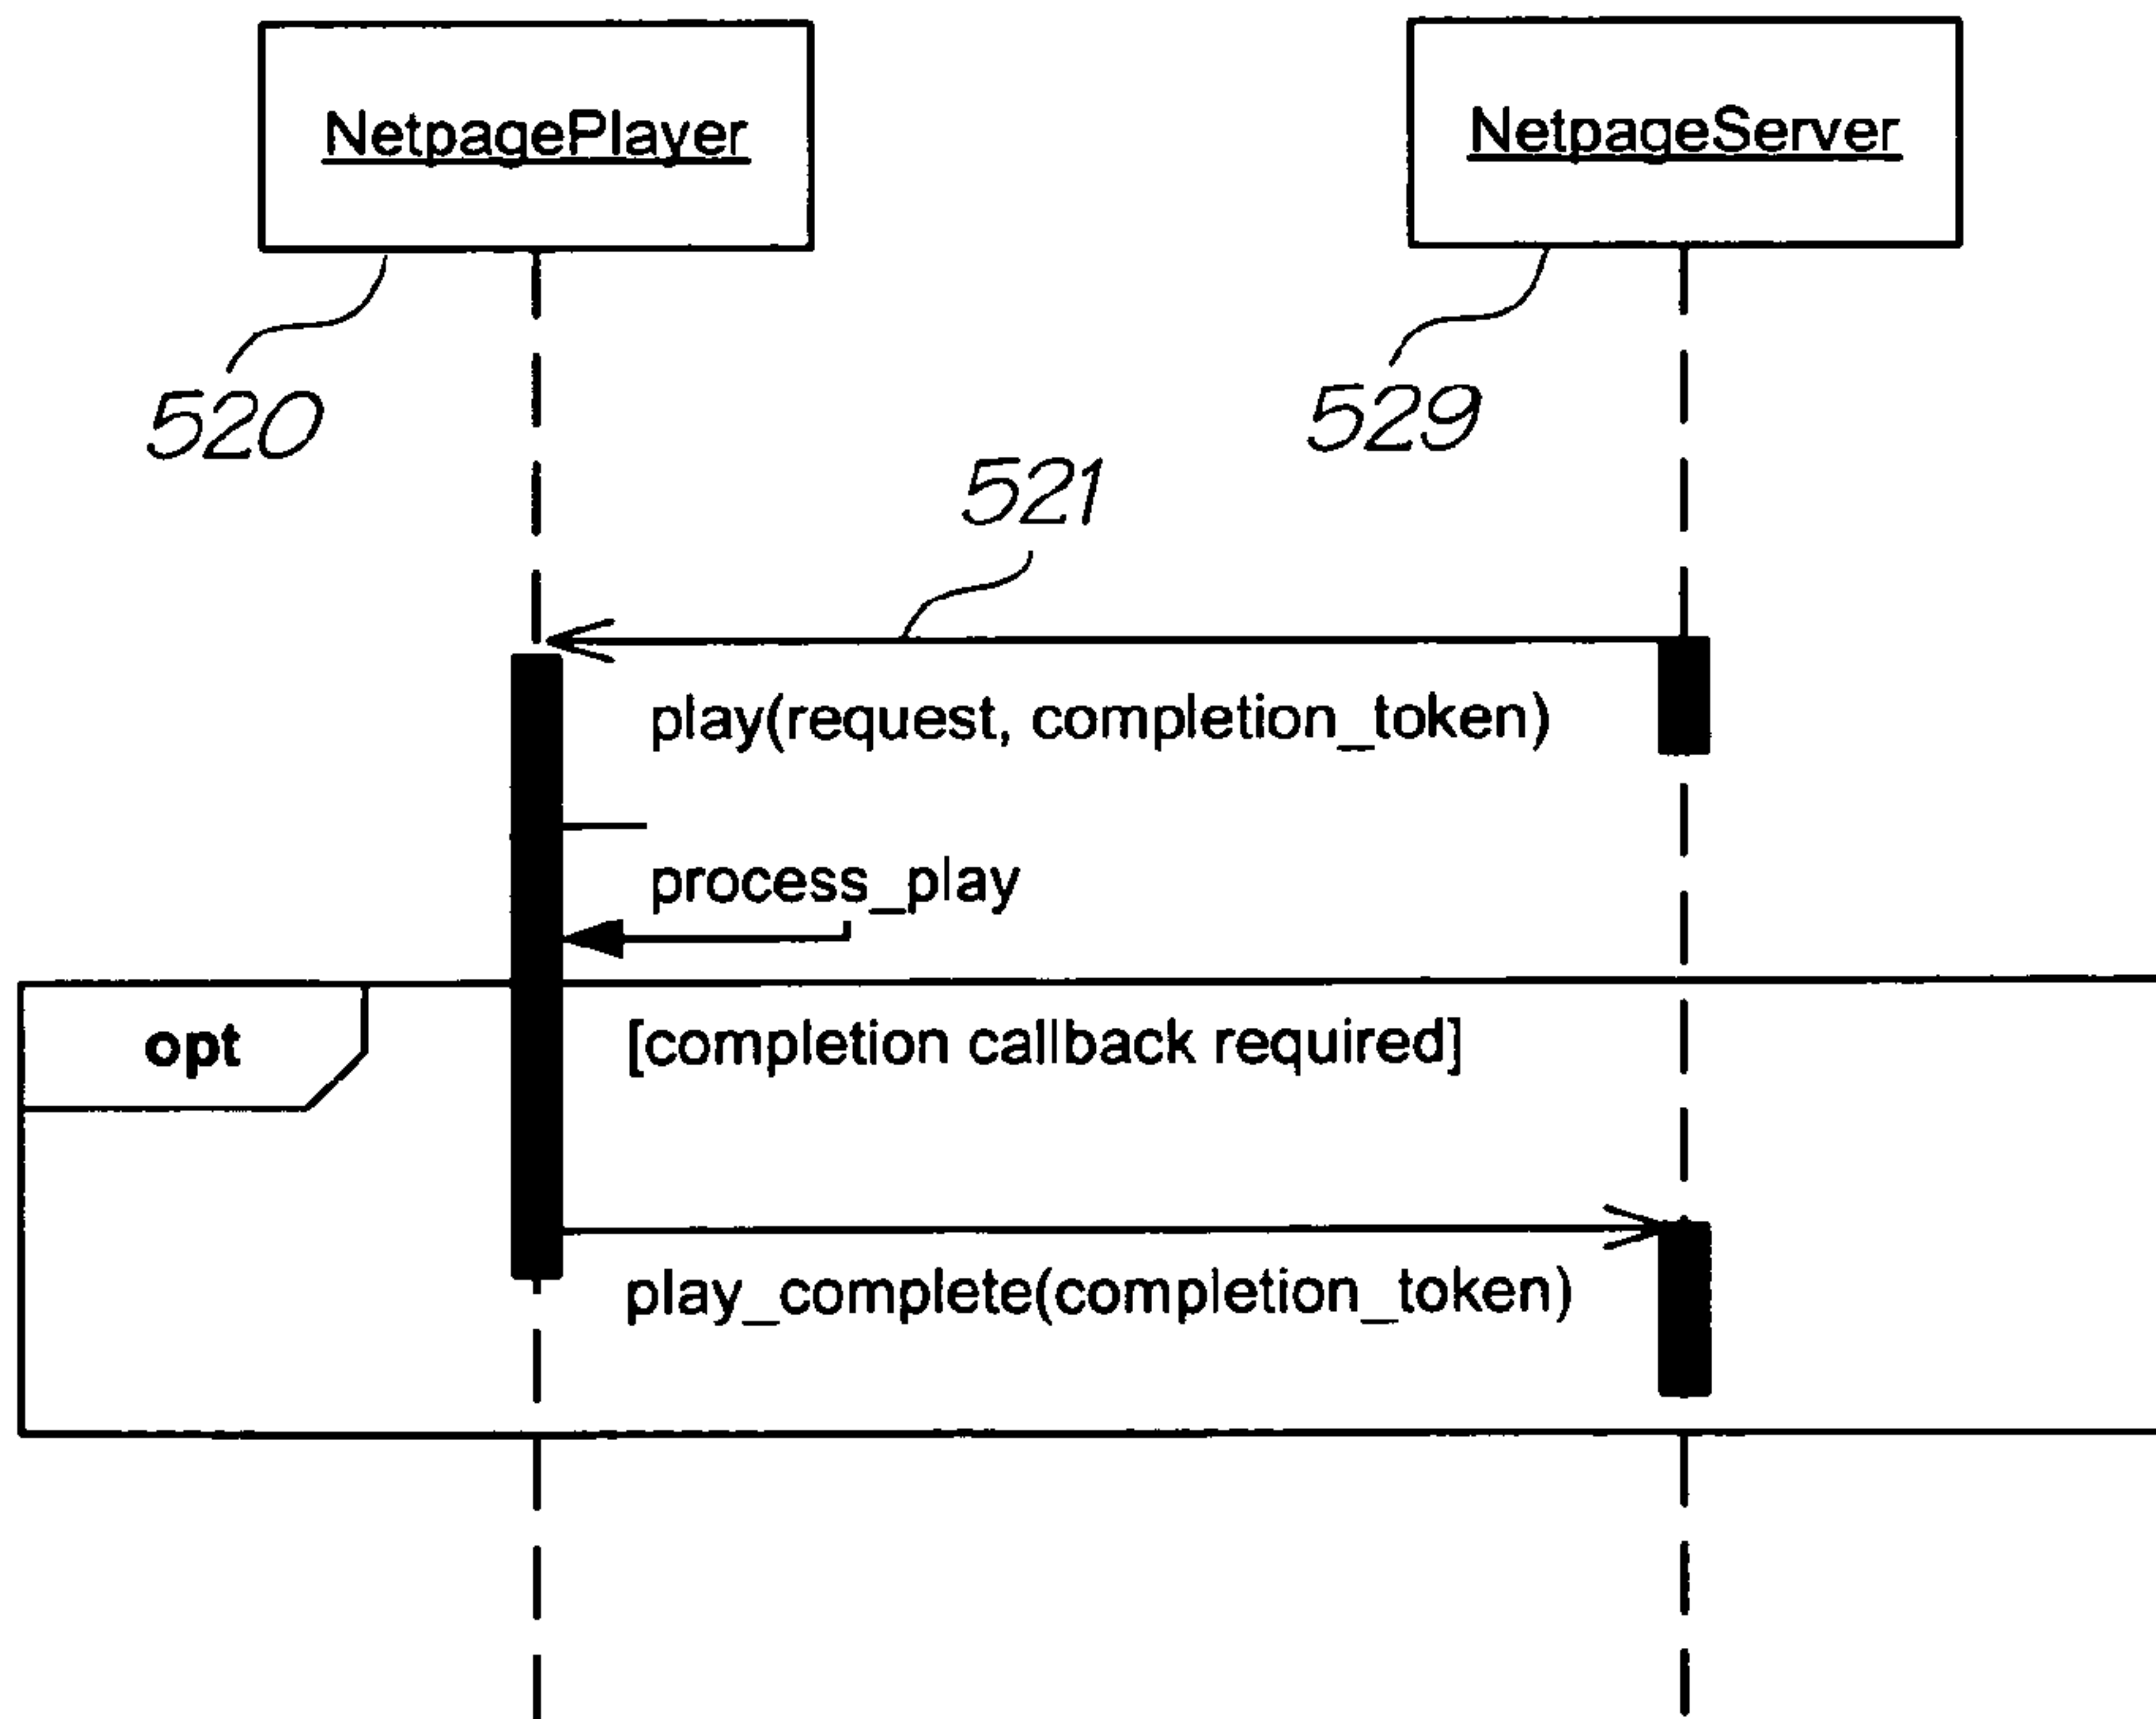 NetpagePlayer
NetpageServer
520
529
521
play(request, completion_token)
process_play
opt
[completion callback required]
play_complete(completion_token)